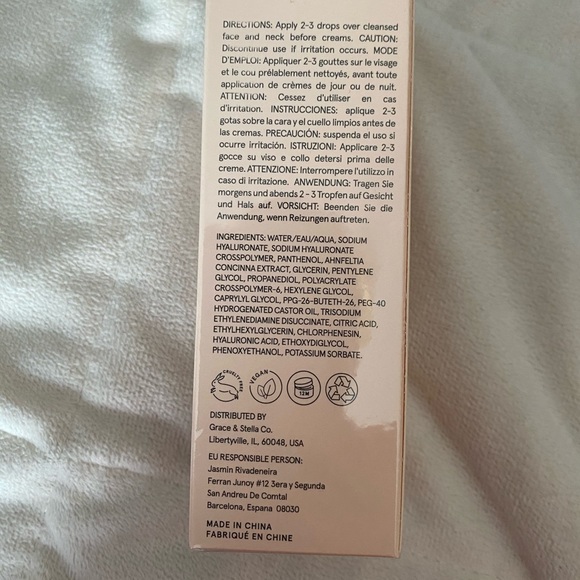 DIRECTIONS: Apply 2-3 drops over cleansed
face and neck before creams. CAUTION:
Discontinue use if irritation occurs. MODE
D'EMPLOI: Appliquer 2-3 gouttes sur le visage
et le cou prélablement nettoyés, avant toute
application de crèmes de jour ou de nuit.
ATTENTION: Cessez d'utiliser en cas
d'irritation. INSTRUCCIONES: aplique 2-3
gotas sobre la cara y el cuello limpios antes de
las cremas. PRECAUCIÓN: suspenda el uso si
ocurre irritación. ISTRUZIONI: Applicare 2-3
gocce su viso e collo detersi prima delle
creme. ATTENZIONE: Interrompere l'utilizzo in
caso di irritazione. ANWENDUNG: Tragen Sie
morgens und abends 2-3 Tropfen auf Gesicht
und Hals auf. VORSICHT: Beenden Sie die
Anwendung, wenn Reizungen auftreten.
INGREDIENTS: WATER/EAU/AQUA, SODIUM
HYALURONATE, SODIUM HYALURONATE
CROSSPOLYMER, PANTHENOL, AHNFELTIA
CONCINNA EXTRACT, GLYCERIN, PENTYLENE
GLYCOL, PROPANEDIOL, POLYACRYLATE
CROSSPOLYMER-6, HEXYLENE GLYCOL,
CAPRYLYL GLYCOL, PPG-26-BUTETH-26, PEG-40
HYDROGENATED CASTOR OIL, TRISODIUM
ETHYLENEDIAMINE DISUCCINATE, CITRIC ACID,
ETHYLHEXYLGLYCERIN, CHLORPHENESIN,
HYALURONIC ACID, ETHOXYDIGLYCOL,
PHENOXYETHANOL, POTASSIUM SORBATE.
CRUELTY FREE
VEGAN
12M
DISTRIBUTED BY
Grace & Stella Co.
Libertyville, IL, 60048, USA
EU RESPONSIBLE PERSON:
Jasmin Rivadeneira
Ferran Junoy #12 3era y Segunda
San Andreu De Comtal
Barcelona, Espana 08030
MADE IN CHINA
FABRIQUÉ EN CHINE